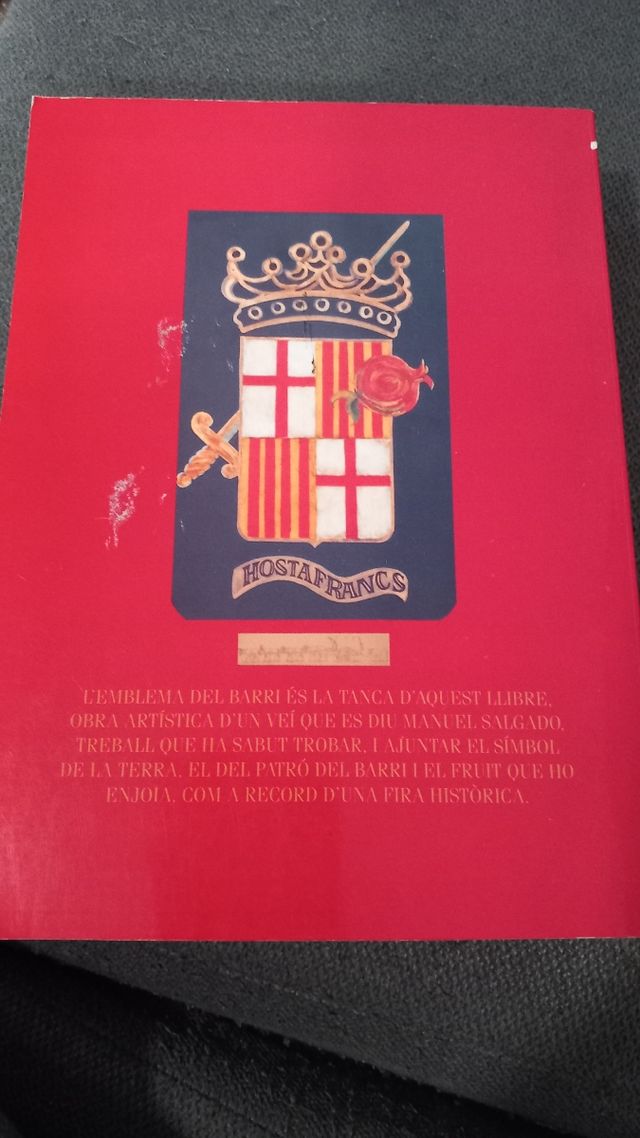 HOSTAFRANCS
L'EMBLEMA DEL BARRI ÉS LA TANCA D'AQUEST LLIBRE,
OBRA ARTÍSTICA D'UN VEÍ QUE ES DIU MANUEL SALGADO,
TREBALL QUE HA SABUT TROBAR, I AJUNTAR EL SÍMBOL
DE LA TERRA, EL DEL PATRÓ DEL BARRI I EL FRUIT QUE HO
ENJOIA, COM A RECORD D'UNA FIRA HISTÒRICA.